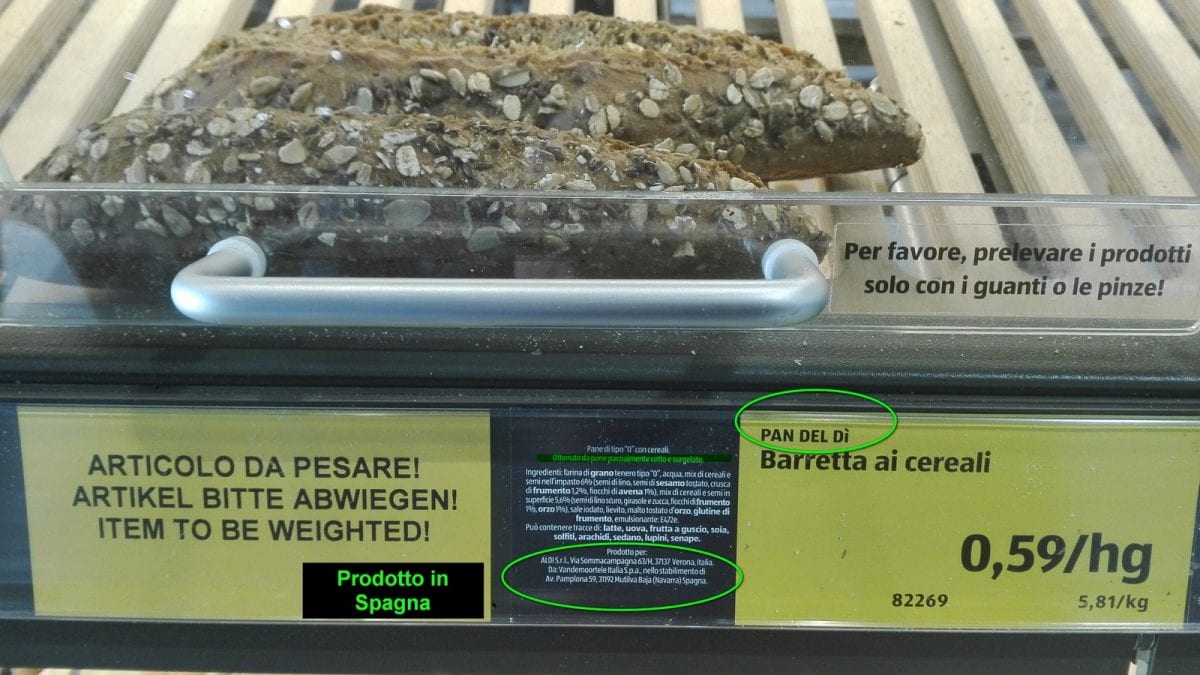 Per favore, prelevare i prodotti
solo con i guanti o le pinze!
ARTICOLO DA PESARE!
ARTIKEL BITTE ABWIEGEN!
ITEM TO BE WEIGHTED!
Prodotto in
Spagna
Pane di tipo "0" con cereali.
Ottenuto da pane parzialmente cotto e surgelato.
Ingredienti: farina di grano tenero tipo "0", acqua, mix di cereali e
semi nell'impasto 6% (semi di lino, semi di sesamo tostato, crusca
di frumento 1,2%, fiocchi di avena 1%), mix di cereali e semi in
superficie 5,6% (semi di lino scuro, girasole e zucca, fiocchi di frumento
1%, orzo 1%), sale iodato, lievito, malto tostato d'orzo, glutine di
frumento, emulsionante: E472e.
Può contenere tracce di: latte, uova, frutta a guscio, soia,
solfiti, arachidi, sedano, lupini, senape.
Prodotto per:
ALDI S.r.l., Via Sommacampagna 63/H, 37137 Verona, Italia.
Da: Vandemoortele Italia S.p.a., nello stabilimento di
Av. Pamplona 59, 31192 Mutilva Baja (Navarra) Spagna.
PAN DEL Dì
Barretta ai cereali
0,59/hg
82269
5,81/kg